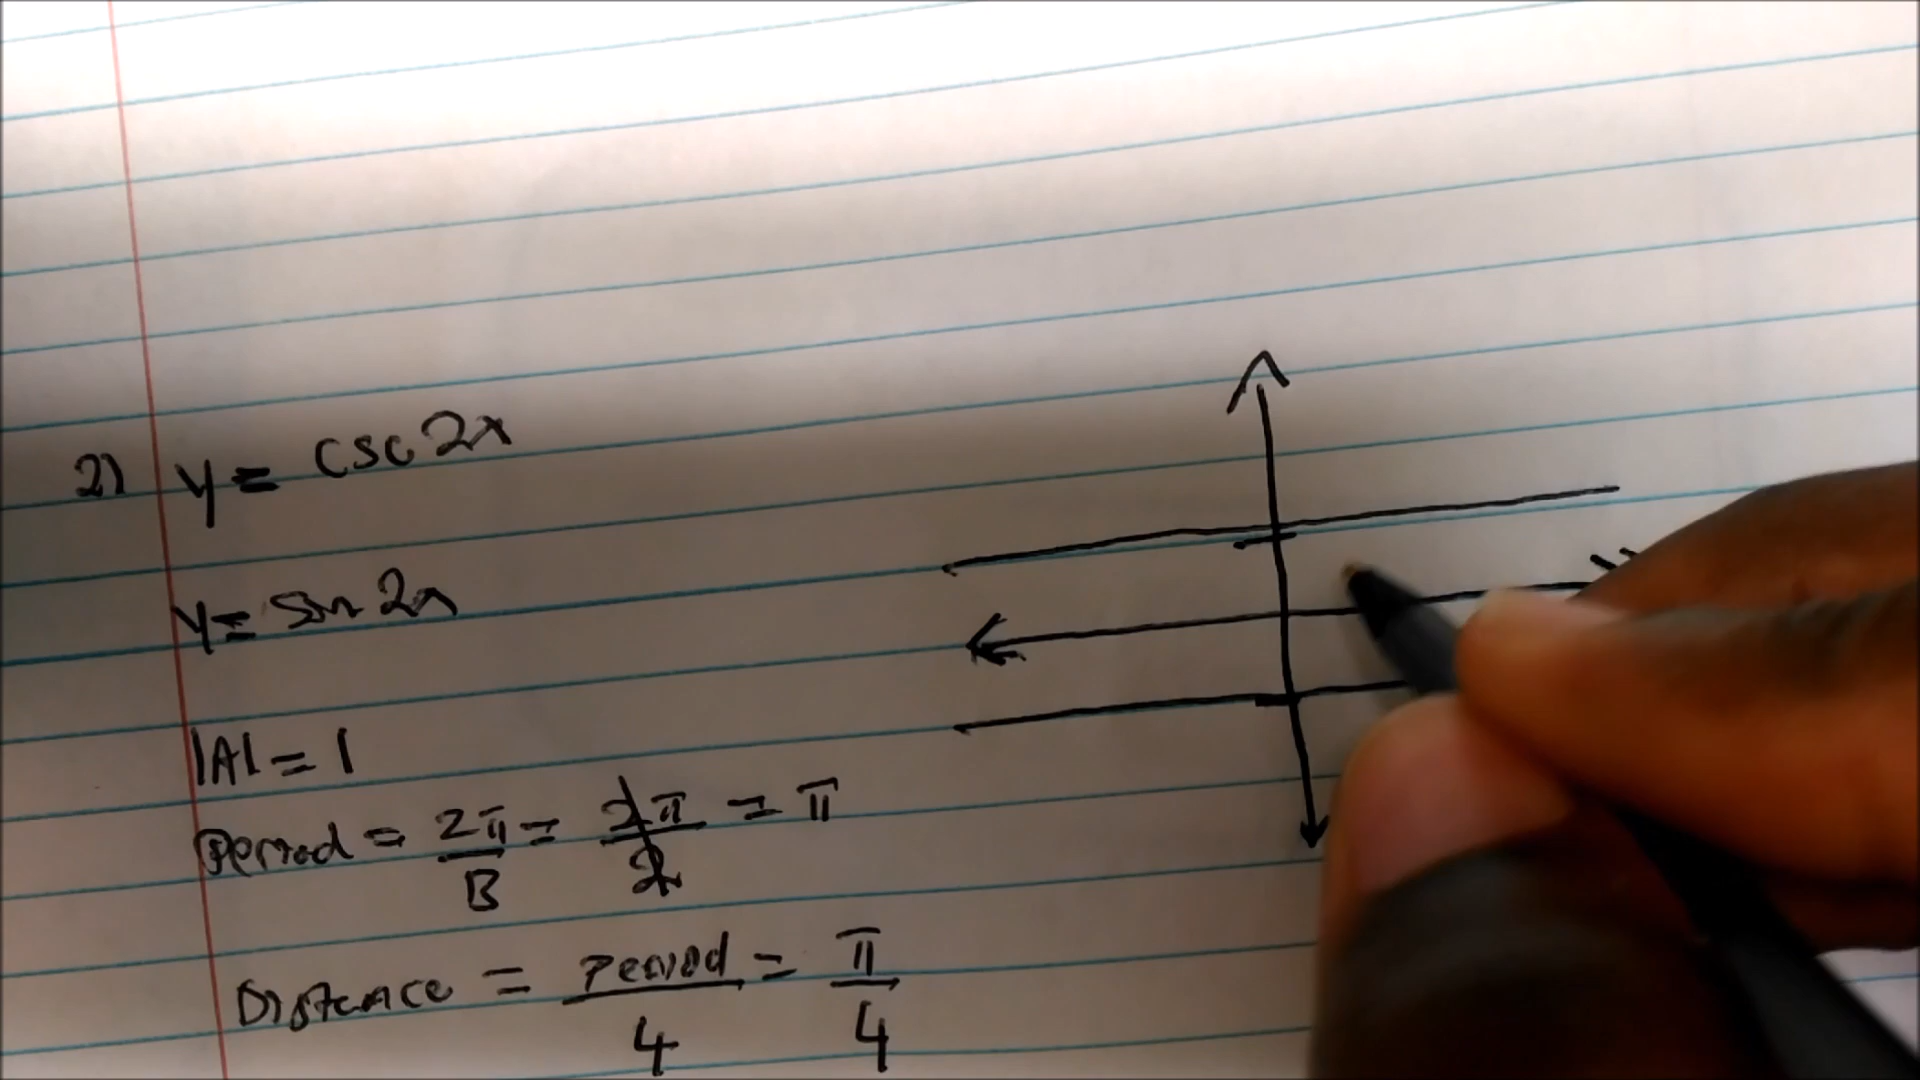 2) y = csc 2x
y = sin 2x
|A| = 1
Period = 2π/B = 2π/2 = π
Distance = Period/4 = π/4